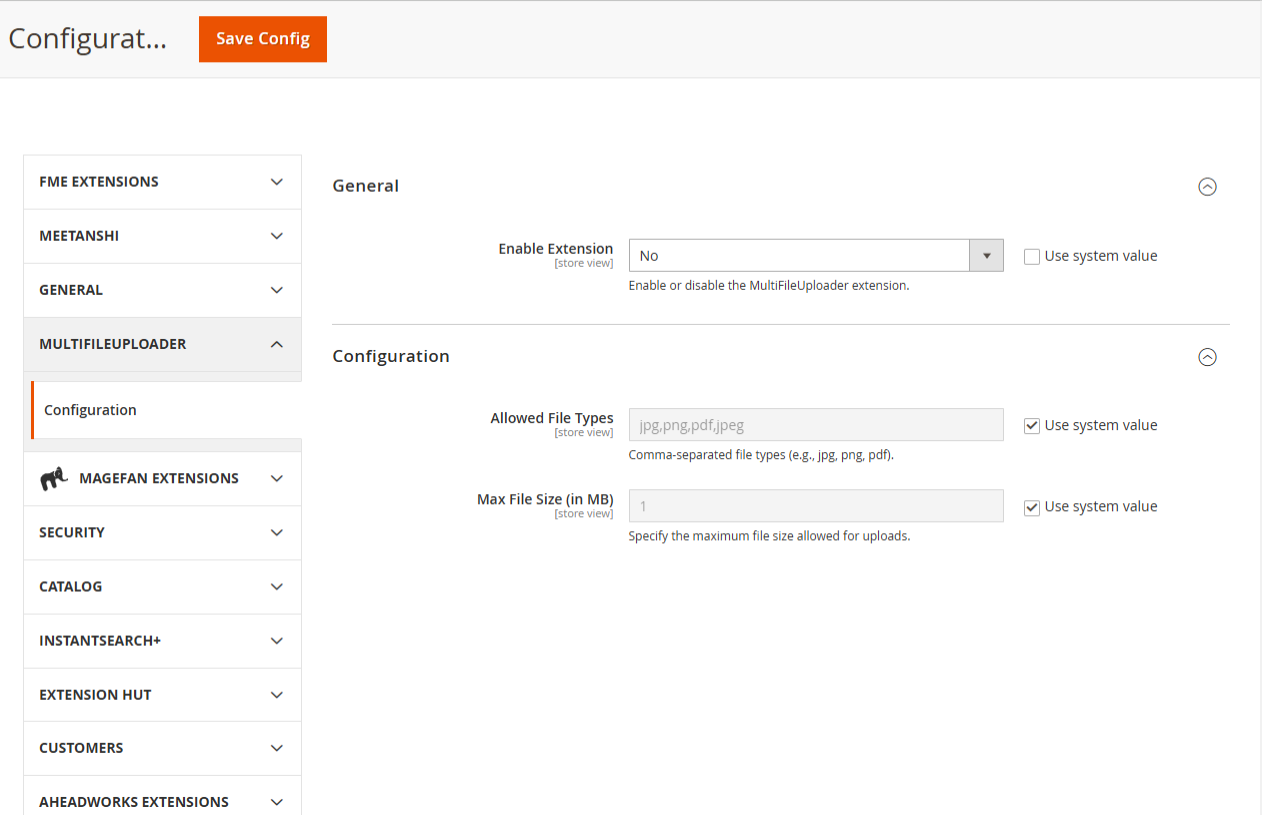 Configurat...
Save Config
FME EXTENSIONS
MEETANSHI
GENERAL
MULTIFILEUPLOADER
Configuration
MAGEFAN EXTENSIONS
SECURITY
CATALOG
INSTANTSEARCH+
EXTENSION HUT
CUSTOMERS
AHEADWORKS EXTENSIONS
General
Enable Extension
[store view]
No
Use system value
Enable or disable the MultiFileUploader extension.
Configuration
Allowed File Types
[store view]
jpg,png,pdf,jpeg
Use system value
Comma-separated file types (e.g., jpg, png, pdf).
Max File Size (in MB)
[store view]
1
Use system value
Specify the maximum file size allowed for uploads.